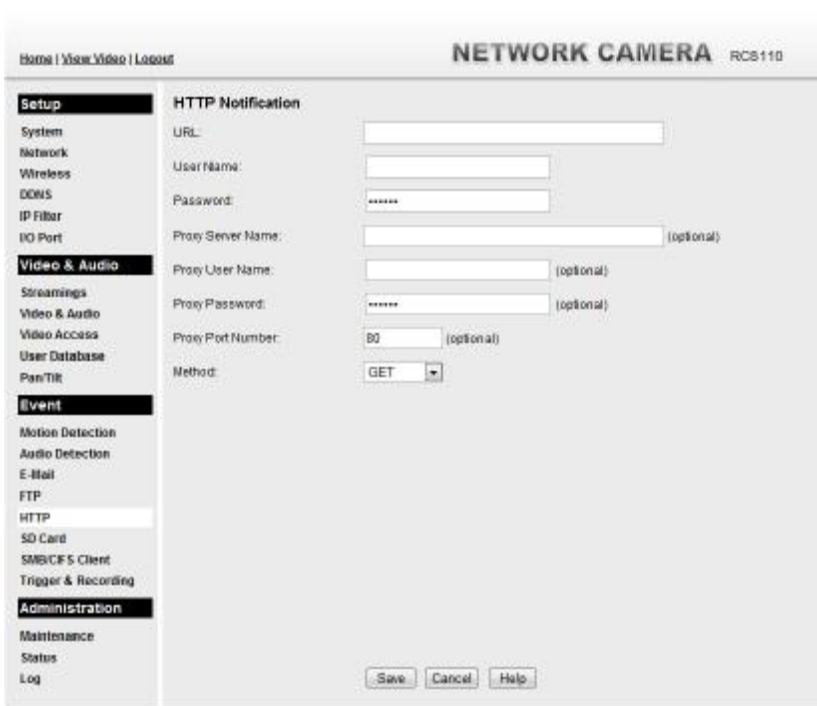 Home | View Video | Logout
NETWORK CAMERA RC8110
Setup
System
Network
Wireless
DDNS
IP Filter
I/O Port
Video & Audio
Streamings
Video & Audio
Video Access
User Database
Pan/Tilt
Event
Motion Detection
Audio Detection
E-Mail
FTP
HTTP
SD Card
SMB/CIFS Client
Trigger & Recording
Administration
Maintenance
Status
Log
HTTP Notification
URL:
User Name:
Password: ••••••
Proxy Server Name: (optional)
Proxy User Name: (optional)
Proxy Password: •••••• (optional)
Proxy Port Number: 80 (optional)
Method: GET
Save Cancel Help